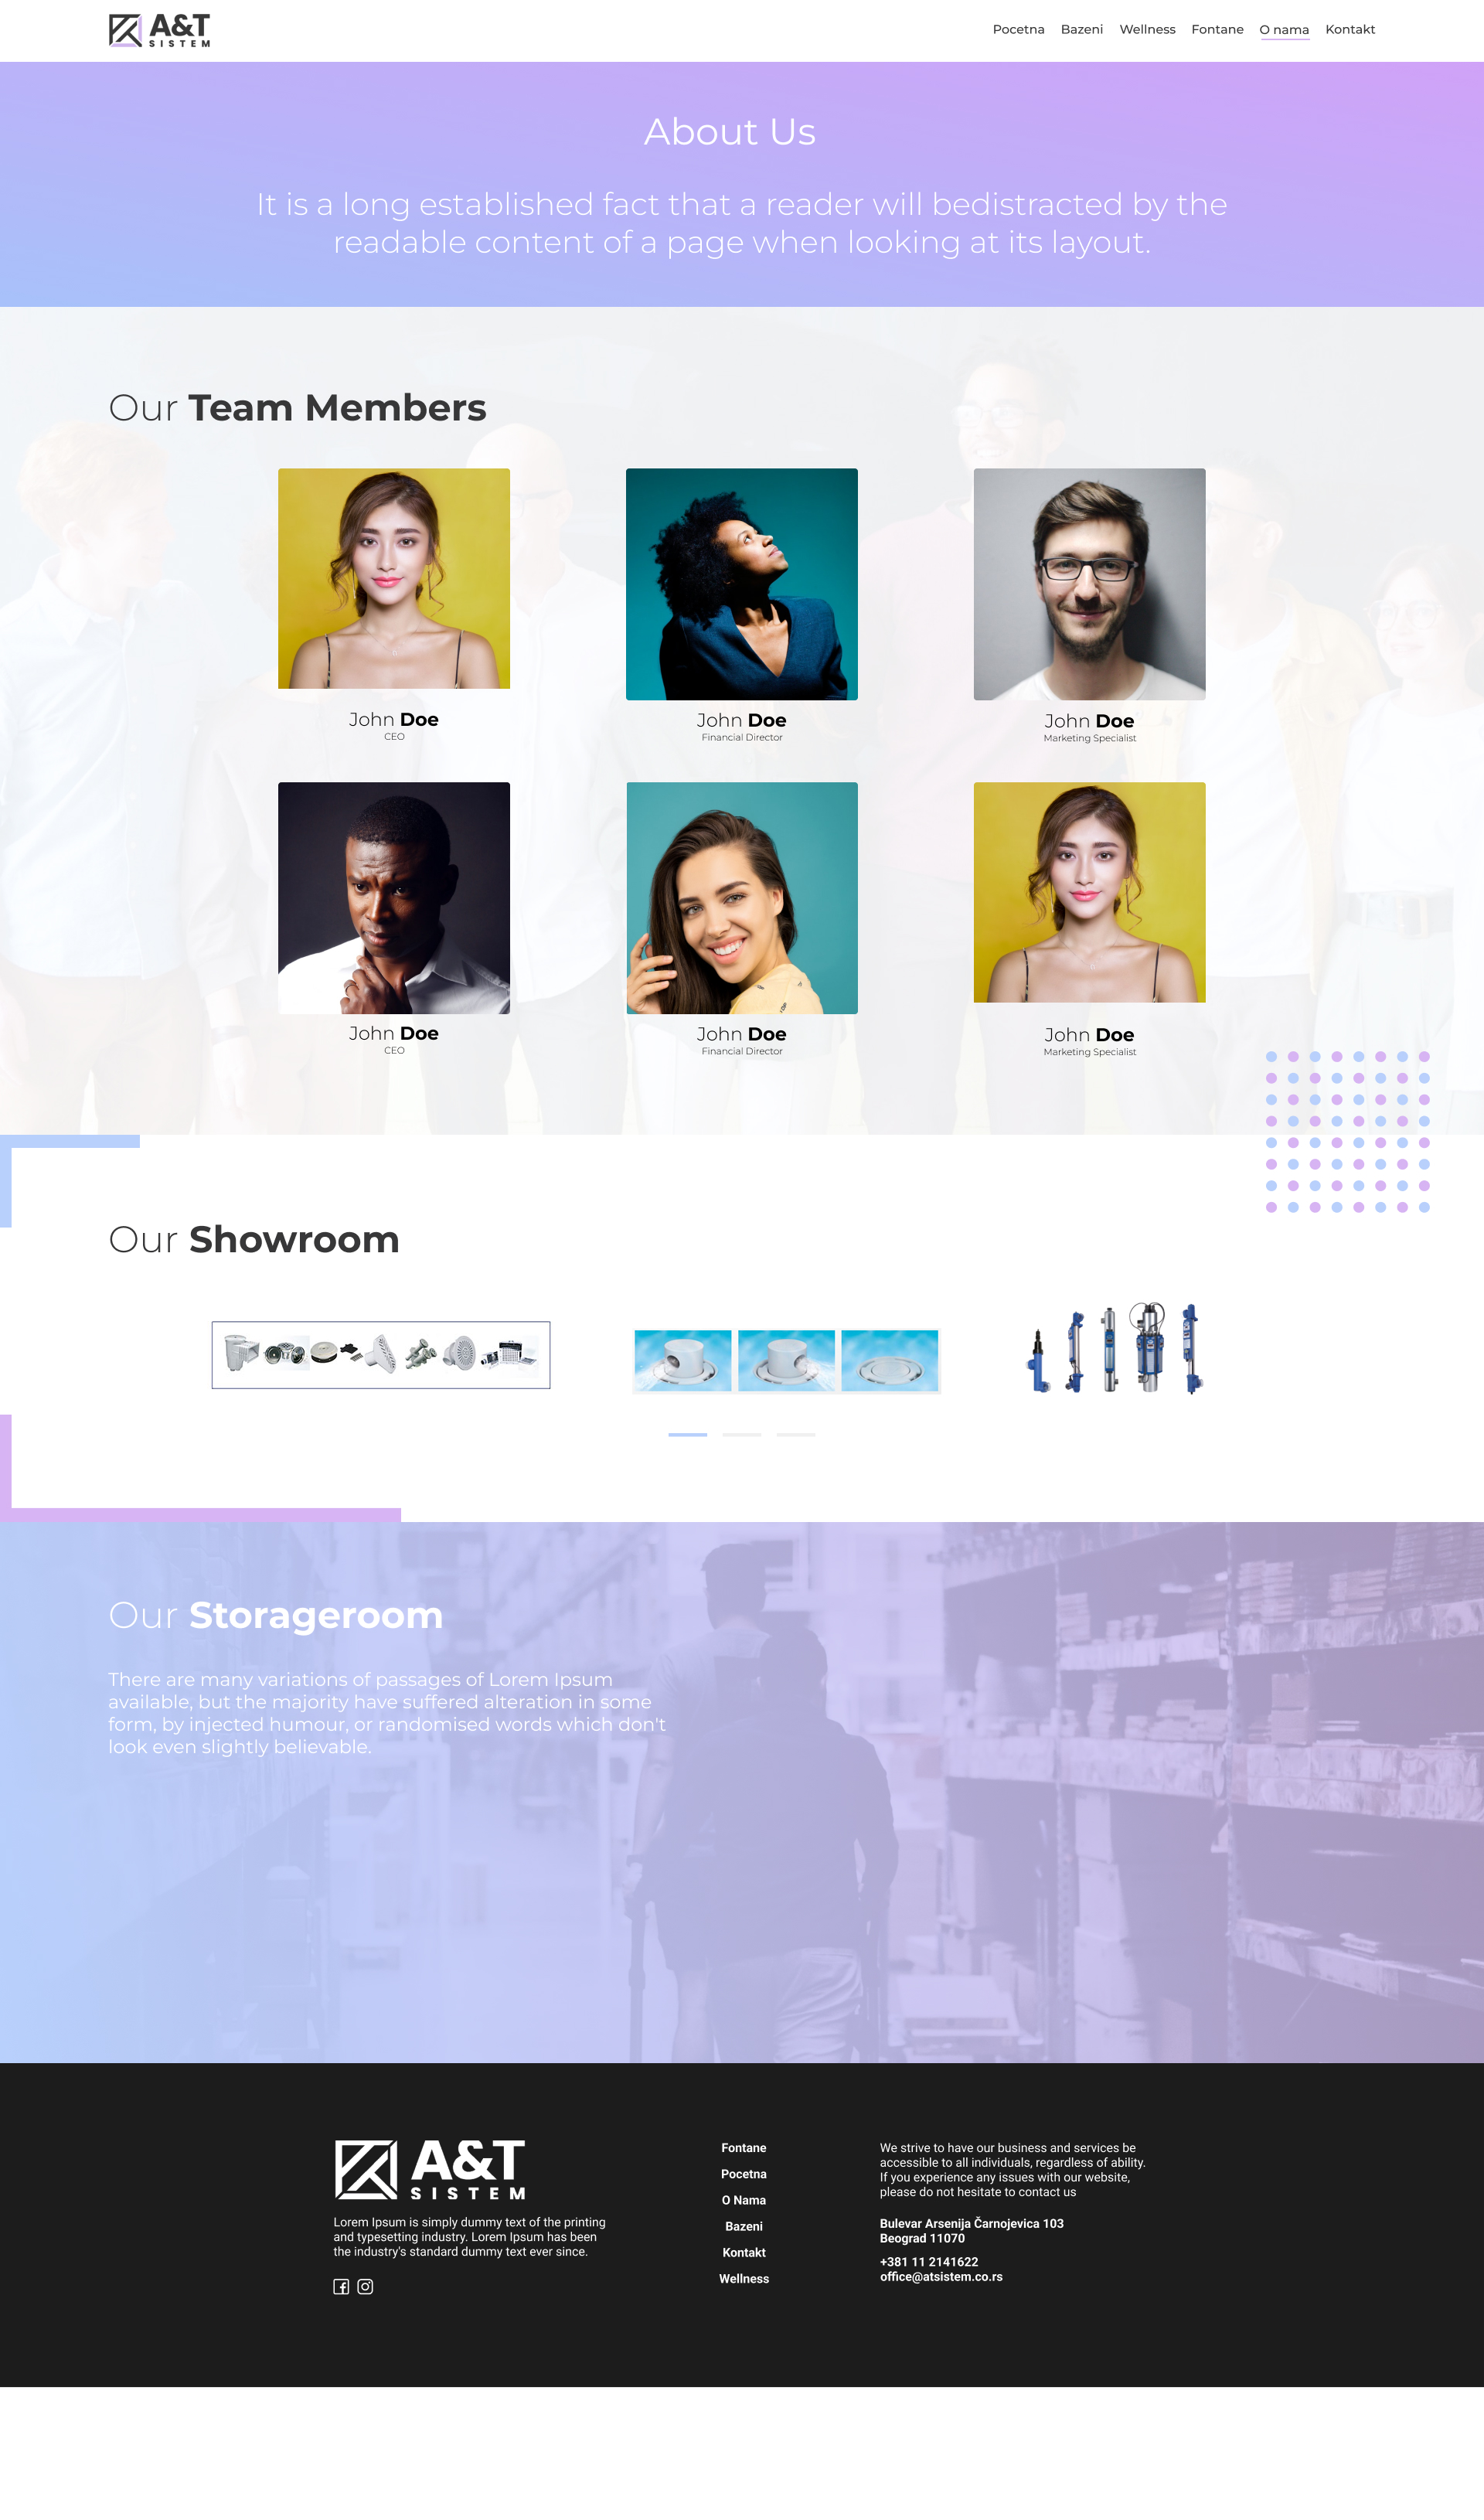 A&T
SISTEM
Pocetna Bazeni Wellness Fontane O nama Kontakt
About Us
It is a long established fact that a reader will bedistracted by the
readable content of a page when looking at its layout.
Our Team Members
John Doe
CEO
John Doe
Financial Director
John Doe
Marketing Specialist
John Doe
CEO
John Doe
Financial Director
John Doe
Marketing Specialist
Our Showroom
Our Storageroom
There are many variations of passages of Lorem Ipsum
available, but the majority have suffered alteration in some
form, by injected humour, or randomised words which don't
look even slightly believable.
A&T
SISTEM
Lorem Ipsum is simply dummy text of the printing
and typesetting industry. Lorem Ipsum has been
the industry's standard dummy text ever since.
Fontane
Pocetna
O Nama
Bazeni
Kontakt
Wellness
We strive to have our business and services be
accessible to all individuals, regardless of ability.
If you experience any issues with our website,
please do not hesitate to contact us
Bulevar Arsenija Čarnojevica 103
Beograd 11070
+381 11 2141622
office@atsistem.co.rs